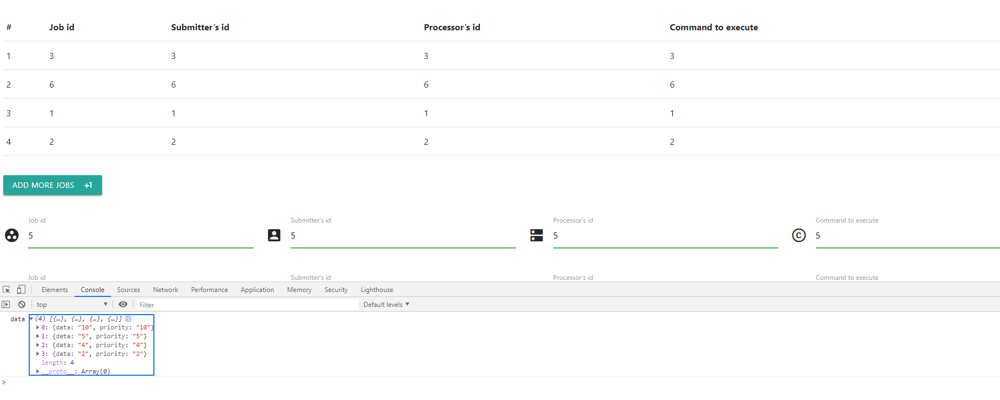 # Job id Submitter's id Processor's id Command to execute
1 3 3 3 3
2 6 6 6 6
3 1 1 1 1
4 2 2 2 2
ADD MORE JOBS +1
Job id Submitter's id Processor's id Command to execute
5 5 5 5
Job id Submitter's id Processor's id Command to execute
Elements Console Sources Network Performance Application Memory Security Lighthouse
top ▼ Filter Default levels ▼
data ▼(4) [{…}, {…}, {…}, {…}] i
▶0: {data: "10", priority: "10"}
▶1: {data: "5", priority: "5"}
▶2: {data: "4", priority: "4"}
▶3: {data: "2", priority: "2"}
length: 4
▶__proto__: Array(0)
>